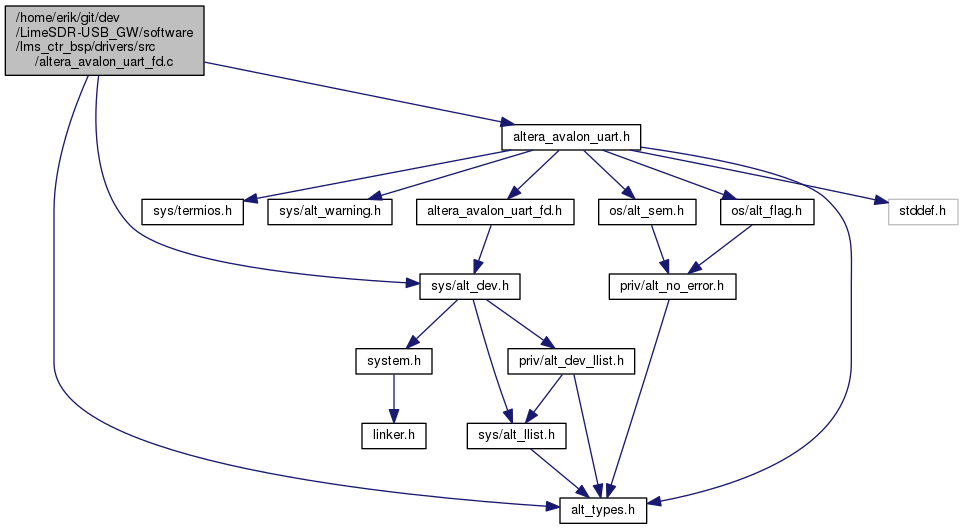 /home/erik/git/dev
/LimeSDR-USB_GW/software
/lms_ctr_bsp/drivers/src
/altera_avalon_uart_fd.c
altera_avalon_uart.h
sys/termios.h
sys/alt_warning.h
altera_avalon_uart_fd.h
os/alt_sem.h
os/alt_flag.h
stddef.h
sys/alt_dev.h
priv/alt_no_error.h
system.h
priv/alt_dev_llist.h
linker.h
sys/alt_llist.h
alt_types.h